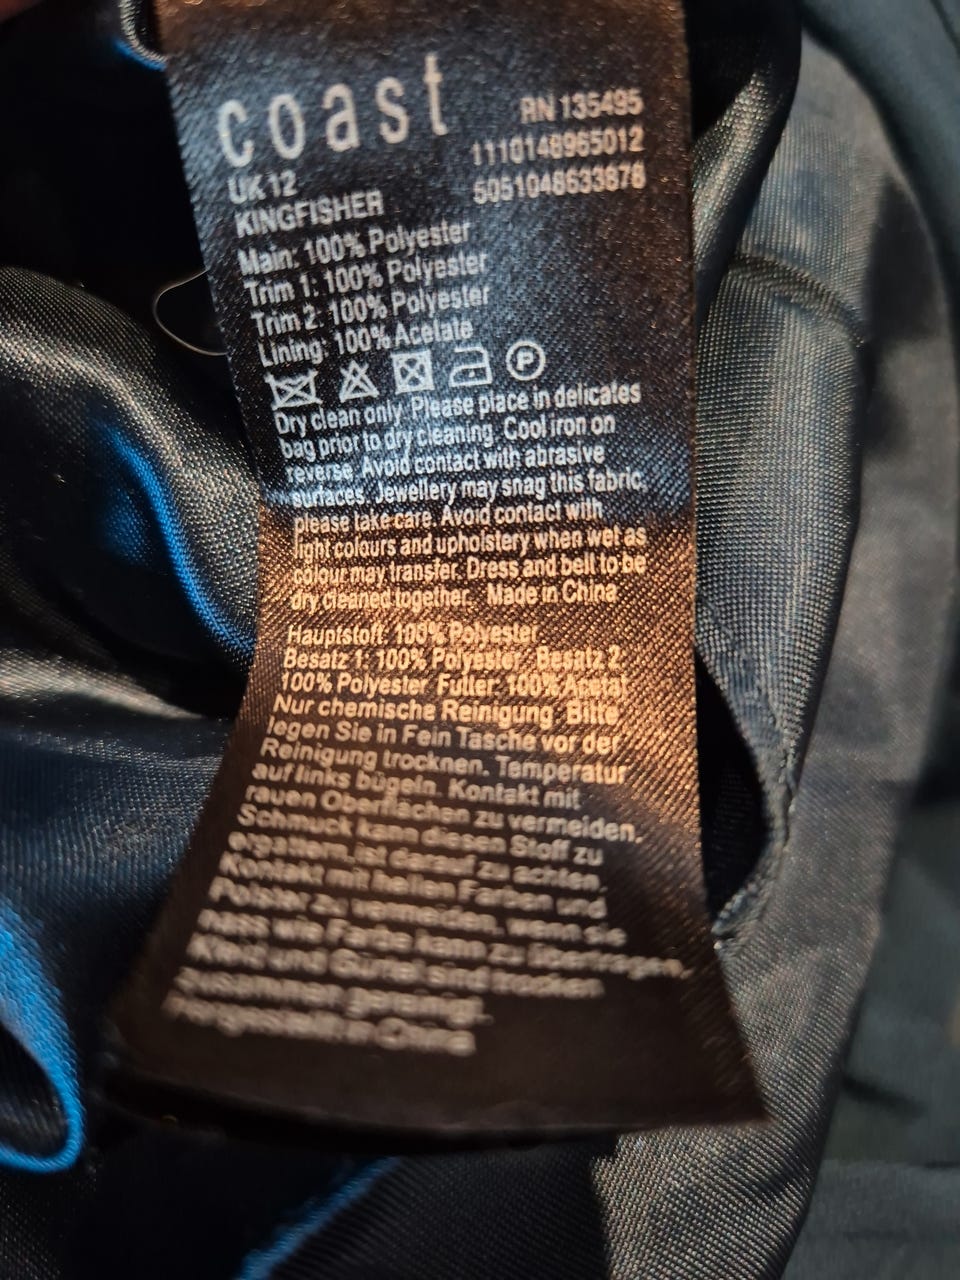 coast
RN 135495
1110148965012
5051048633878
UK 12
KINGFISHER
Main: 100% Polyester
Trim 1: 100% Polyester
Trim 2: 100% Polyester
Lining: 100% Acetate
P
Dry clean only. Please place in delicates
bag prior to dry cleaning. Cool iron on
reverse. Avoid contact with abrasive
surfaces. Jewellery may snag this fabric,
please take care. Avoid contact with
light colours and upholstery when wet as
colour may transfer. Dress and belt to be
dry cleaned together. Made in China
Hauptstoff: 100% Polyester
Besatz 1: 100% Polyester Besatz 2:
100% Polyester Futter: 100% Acetat
Nur chemische Reinigung. Bitte
legen Sie in Fein Tasche vor der
Reinigung trocknen. Temperatur
auf links bügeln. Kontakt mit
rauen Oberflächen zu vermeiden.
Schmuck kann diesen Stoff zu
ergattern, ist darauf zu achten.
Kontakt mit hellen Farben und
Polster zu vermeiden, wenn sie
nass wie Farbe kann zu übertragen.
Kleid und Gürtel sind trocken
zusammen gereinigt.
Hergestellt in China